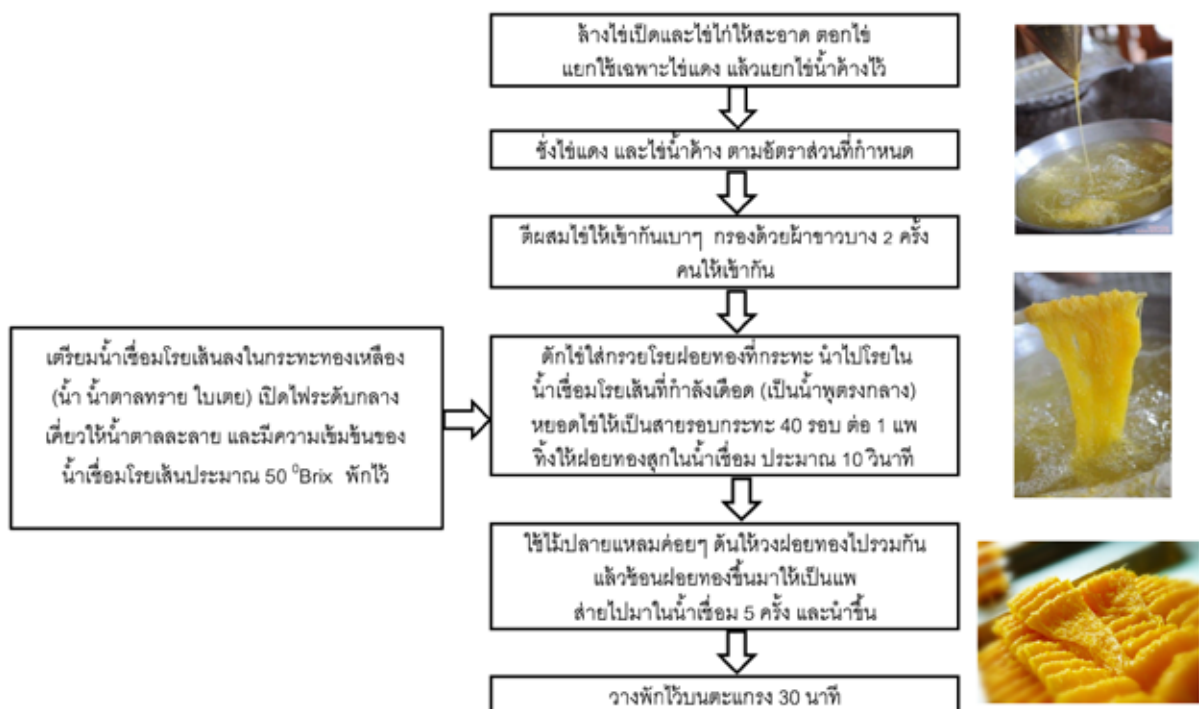 ล้างไข่เป็ดและไข่ไก่ให้สะอาด ตอกไข่
แยกใช้เฉพาะไข่แดง แล้วแยกไข่น้ำค้างไว้
ชั่งไข่แดง และไข่น้ำค้าง ตามอัตราส่วนที่กำหนด
ตีผสมไข่ให้เข้ากันเบาๆ กรองด้วยผ้าขาวบาง 2 ครั้ง
คนให้เข้ากัน
เตรียมน้ำเชื่อมโรยเส้นลงในกระทะทองเหลือง
(น้ำ น้ำตาลทราย ใบเตย) เปิดไฟระดับกลาง
เคี่ยวให้น้ำตาลละลาย และมีความเข้มข้นของ
น้ำเชื่อมโรยเส้นประมาณ 50 ⁰Brix พักไว้
ตักไข่ใส่กรวยโรยฝอยทองที่กระทะ นำไปโรยใน
น้ำเชื่อมโรยเส้นที่กำลังเดือด (เป็นน้ำพุตรงกลาง)
หยอดไข่ให้เป็นสายรอบกระทะ 40 รอบ ต่อ 1 แพ
ทิ้งให้ฝอยทองสุกในน้ำเชื่อม ประมาณ 10 วินาที
ใช้ไม้ปลายแหลมค่อยๆ ดันให้วงฝอยทองไปรวมกัน
แล้วช้อนฝอยทองขึ้นมาให้เป็นแพ
ส่ายไปมาในน้ำเชื่อม 5 ครั้ง และนำขึ้น
วางพักไว้บนตะแกรง 30 นาที